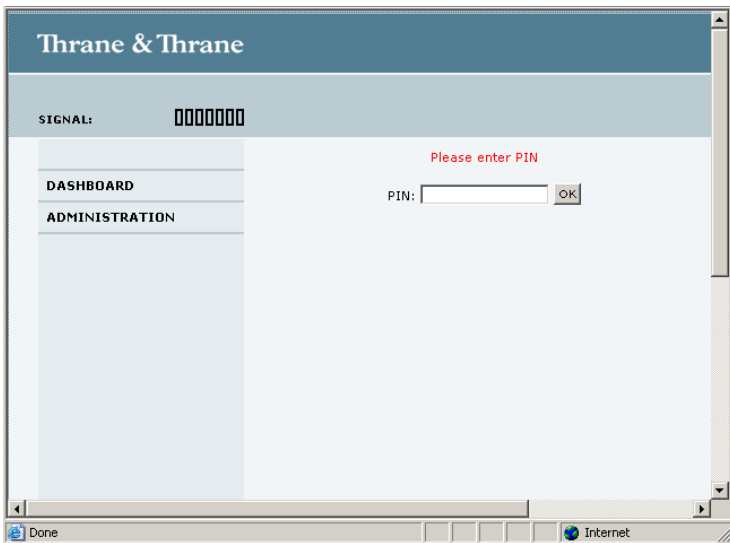 Thrane & Thrane
SIGNAL:
Please enter PIN
DASHBOARD
PIN: OK
ADMINISTRATION
Done Internet